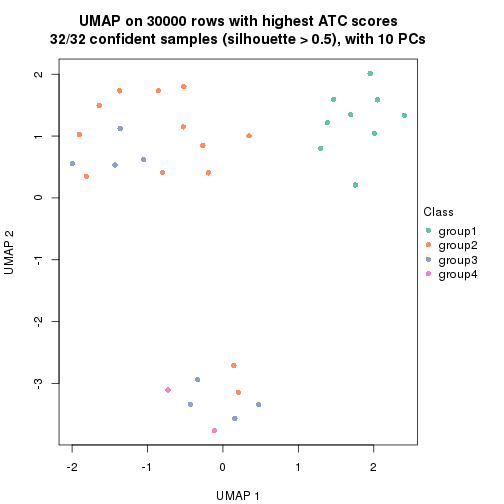 UMAP on 30000 rows with highest ATC scores
32/32 confident samples (silhouette > 0.5), with 10 PCs
2
1
0
-1
-2
-3
UMAP 2
-2
-1
0
1
2
UMAP 1
Class
group1
group2
group3
group4